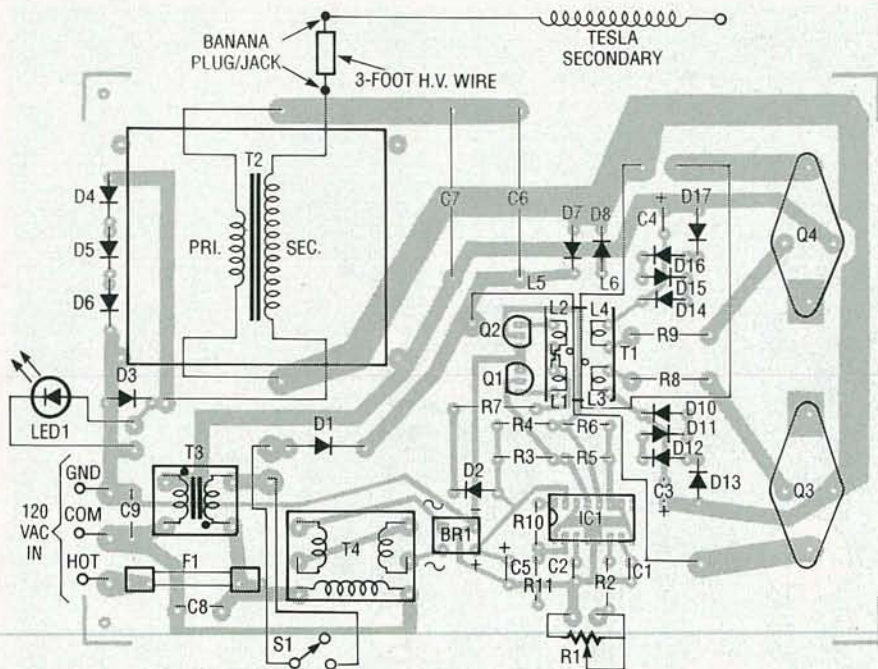 BANANA
PLUG/JACK
TESLA
SECONDARY
3-FOOT H.V. WIRE
T2
D4
D5
D6
PRI.
SEC.
C7
C6
D7
D8
C4
+
D17
Q4
D16
D15
D14
L5
L6
L2
L4
Q2
T1
R9
Q1
R8
L1
L3
D3
LED1
D1
R7
R4
R6
R3
R5
D10
D11
D12
D13
C3
+
Q3
T3
GND
COM
HOT
120
VAC
IN
C9
F1
C8
T4
D2
~
BR1
–
~
+
R10
IC1
+
C5
R11
C2
R2
C1
S1
R1